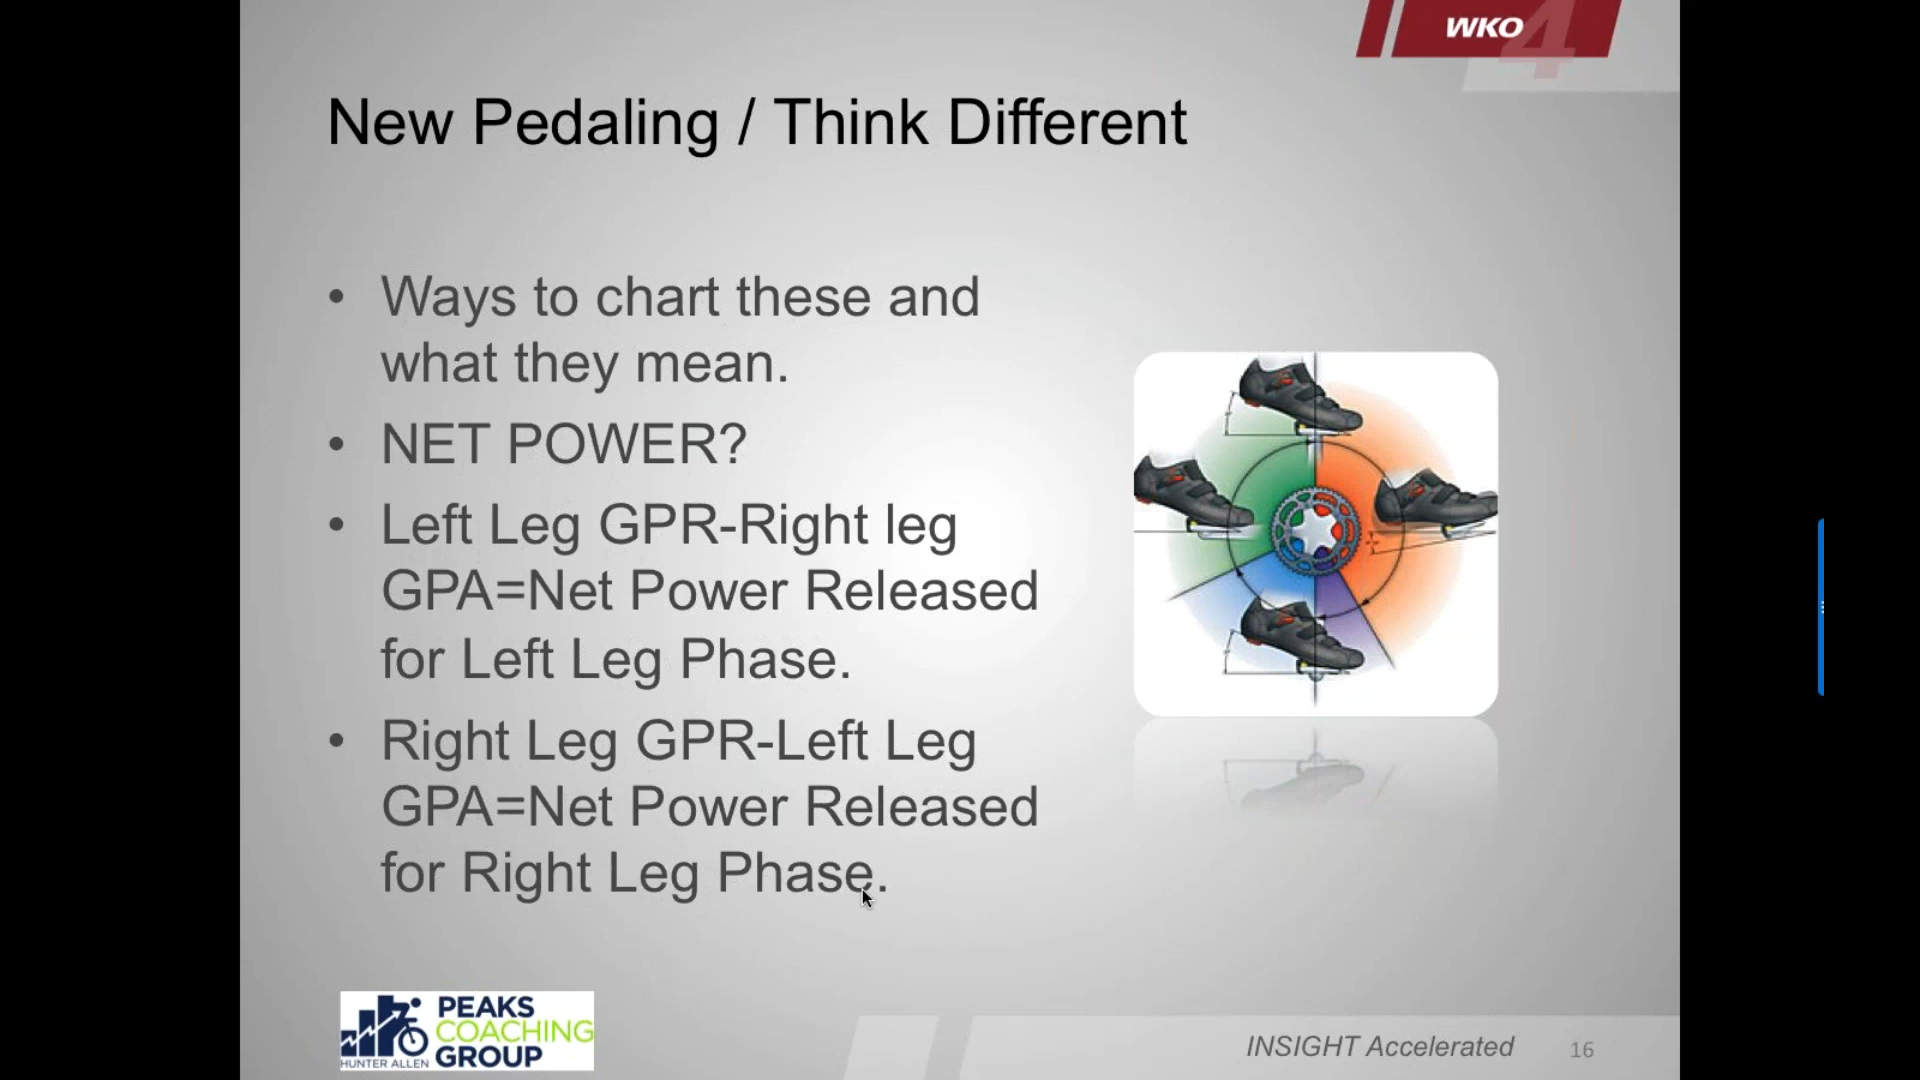 WKO 4
New Pedaling / Think Different
• Ways to chart these and
what they mean.
• NET POWER?
• Left Leg GPR-Right leg
GPA=Net Power Released
for Left Leg Phase.
• Right Leg GPR-Left Leg
GPA=Net Power Released
for Right Leg Phase.
PEAKS
COACHING
GROUP
HUNTER ALLEN
INSIGHT Accelerated
16